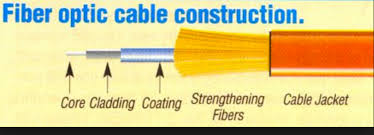 Fiber optic cable construction.
Core Cladding Coating Strengthening Fibers Cable Jacket